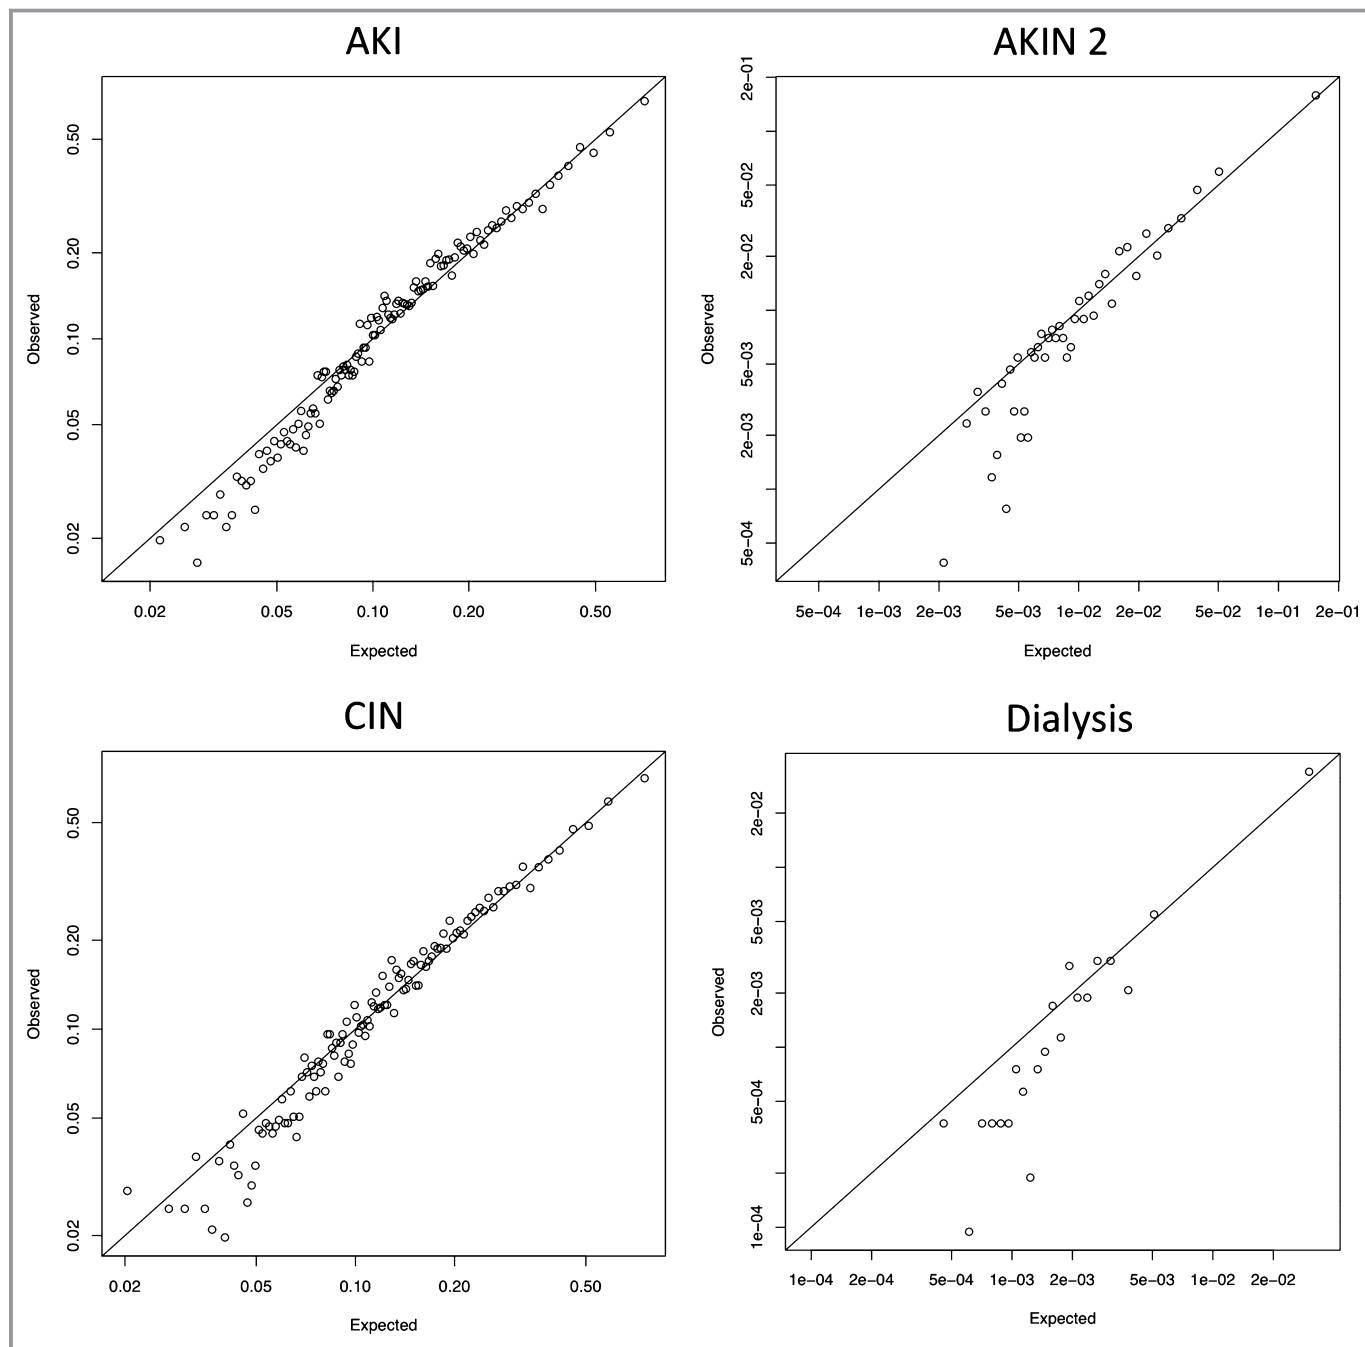 AKI
AKIN 2
Observed
0.02 0.05 0.10 0.20 0.50
0.02 0.05 0.10 0.20 0.50
Expected
Observed
5e−04 2e−03 5e−03 2e−02 5e−02 2e−01
5e−04 1e−03 2e−03 5e−03 1e−02 2e−02 5e−02 1e−01 2e−01
Expected
CIN
Dialysis
Observed
0.02 0.05 0.10 0.20 0.50
0.02 0.05 0.10 0.20 0.50
Expected
Observed
1e−04 5e−04 2e−03 5e−03 2e−02
1e−04 2e−04 5e−04 1e−03 2e−03 5e−03 1e−02 2e−02
Expected